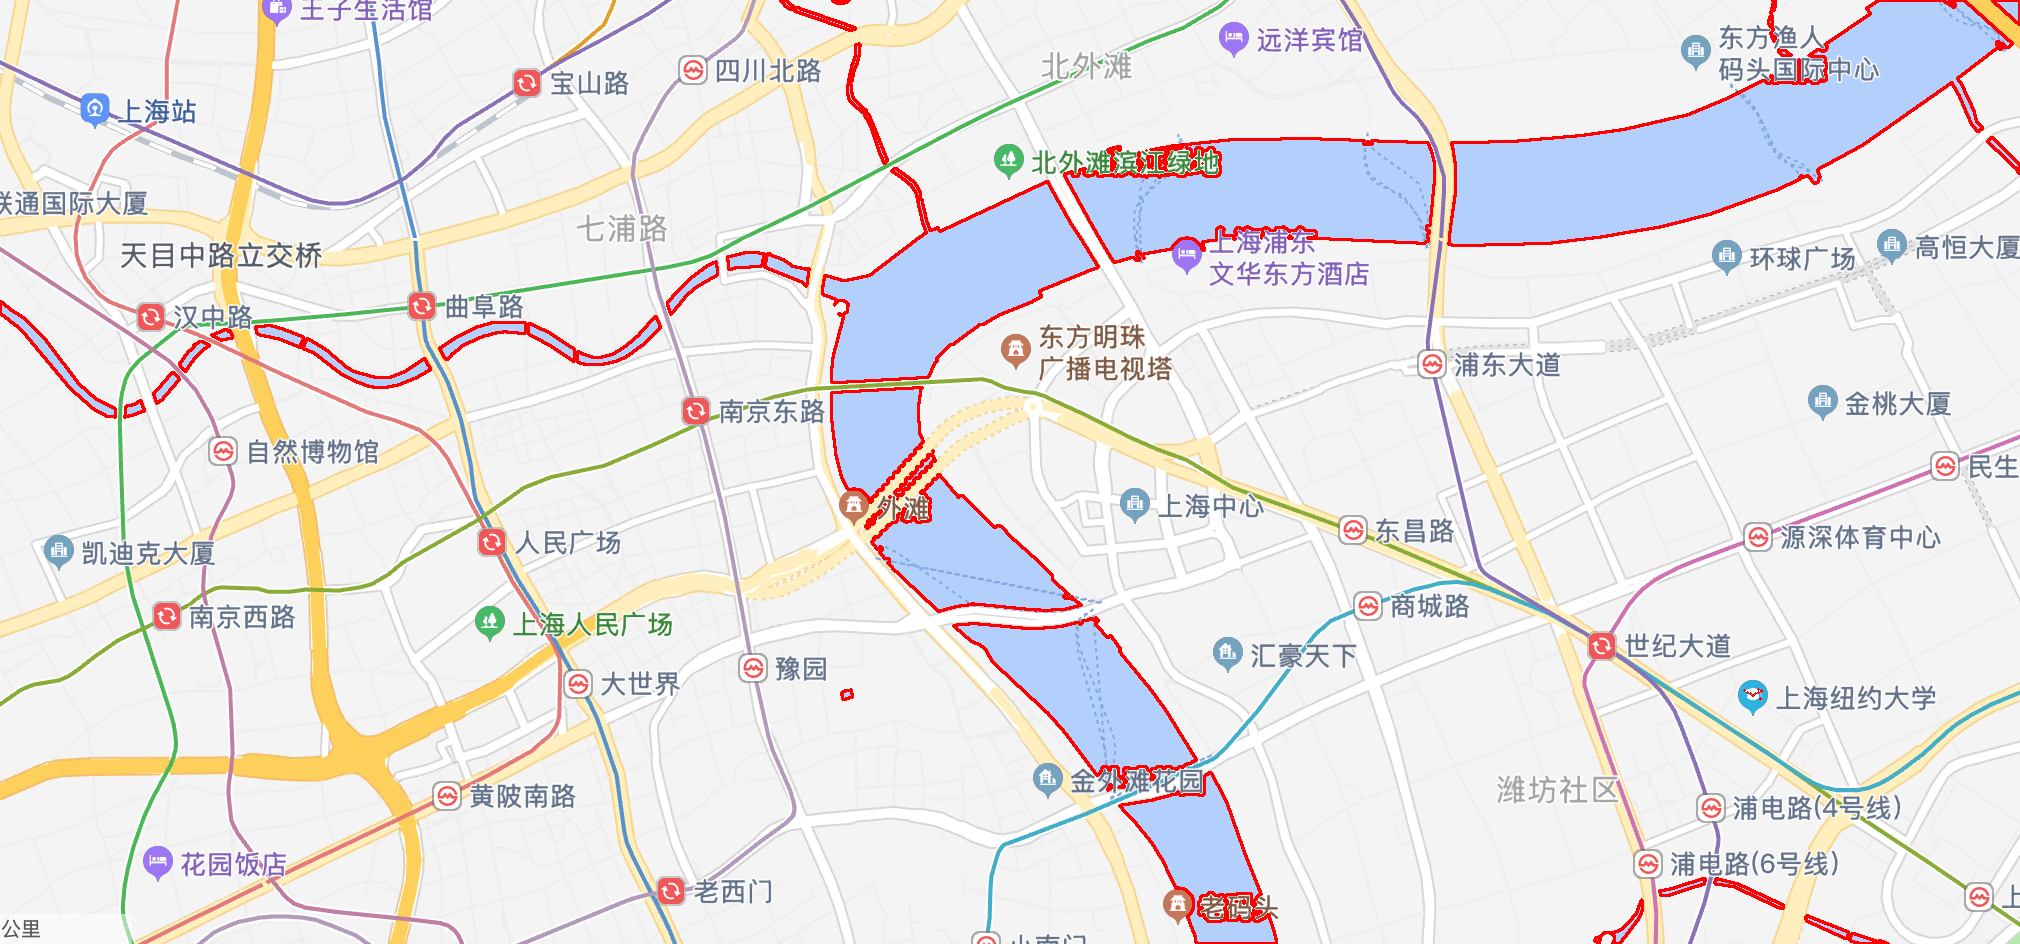 王子生活馆
宝山路
四川北路
北外滩
远洋宾馆
东方渔人
码头国际中心
上海站
北外滩滨江绿地
联通国际大厦
七浦路
天目中路立交桥
上海浦东
文华东方酒店
环球广场
高恒大厦
汉中路
曲阜路
东方明珠
广播电视塔
浦东大道
南京东路
金桃大厦
自然博物馆
民生
外滩
上海中心
东昌路
源深体育中心
凯迪克大厦
人民广场
南京西路
上海人民广场
商城路
汇豪天下
世纪大道
豫园
大世界
上海纽约大学
金外滩花园
黄陂南路
潍坊社区
浦电路(4号线)
花园饭店
浦电路(6号线)
老西门
老码头
上
公里
小南门